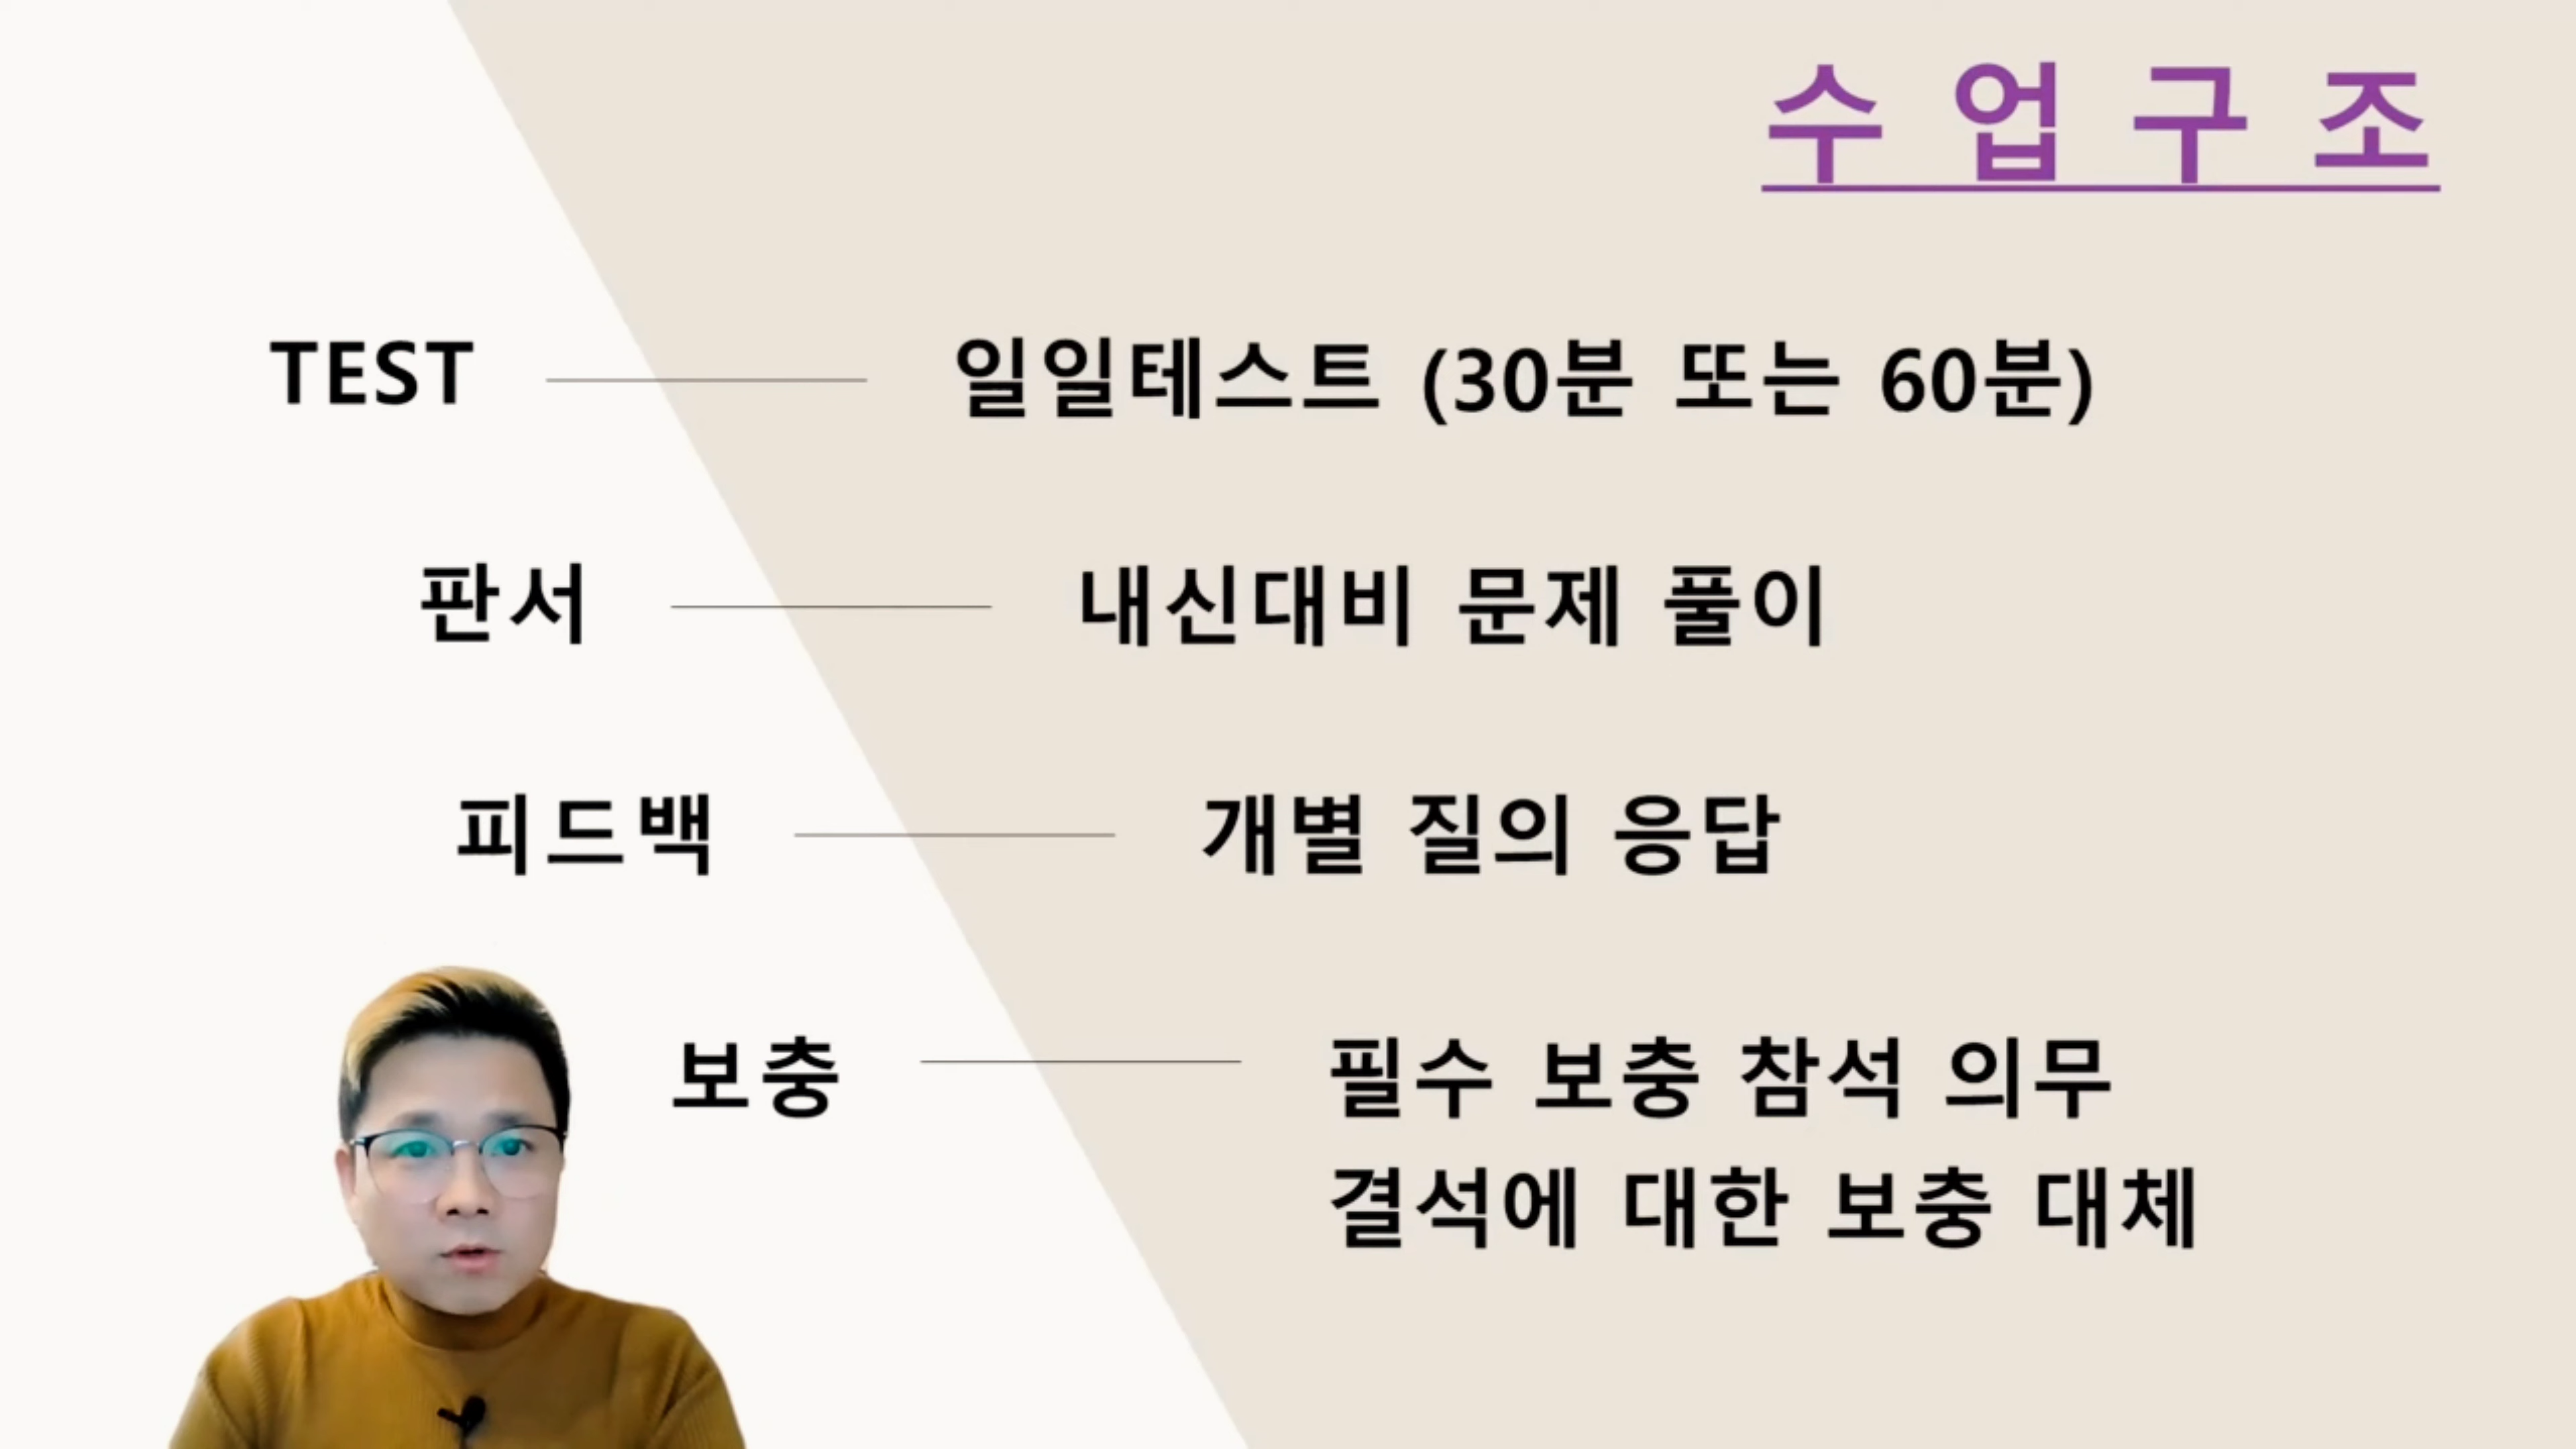 수업구조
TEST 일일테스트 (30분 또는 60분)
판서 내신대비 문제 풀이
피드백 개별 질의 응답
보충 필수 보충 참석 의무
결석에 대한 보충 대체